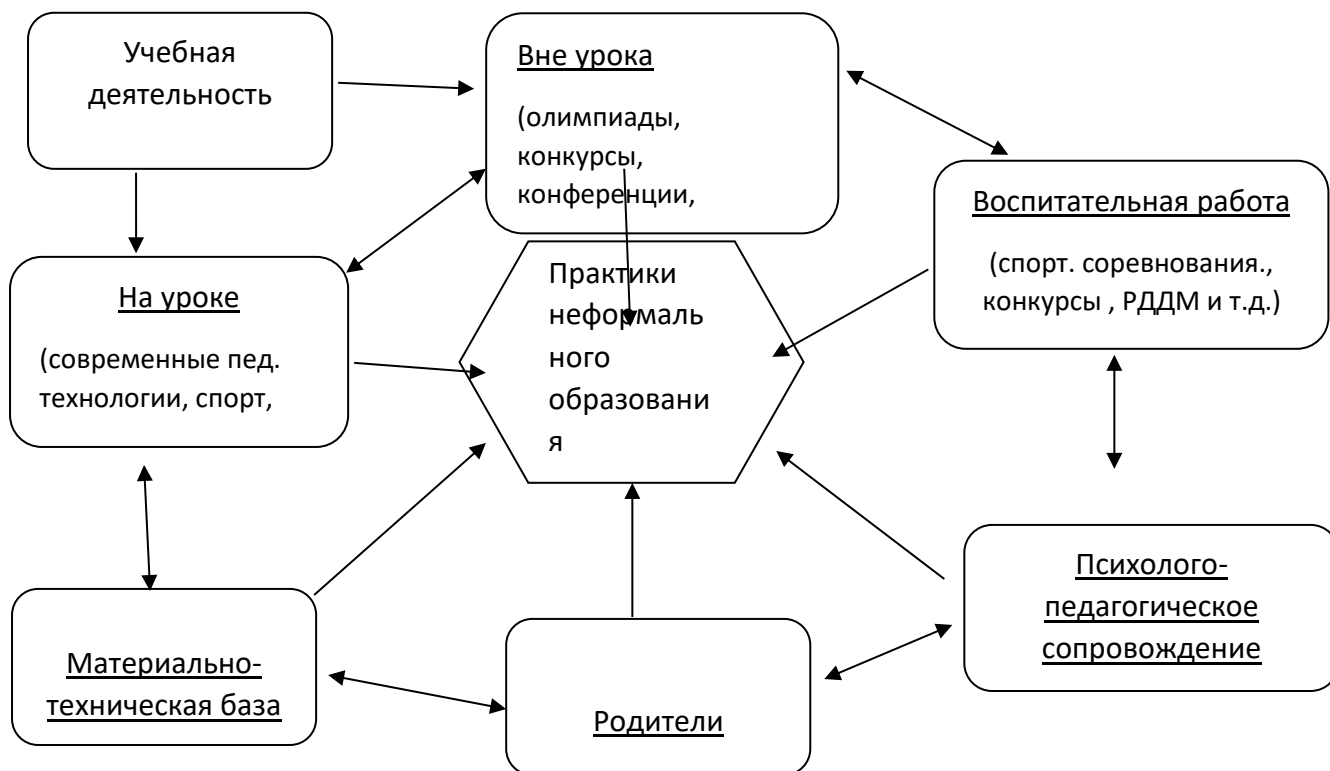 Учебная
деятельность
Вне урока
(олимпиады,
конкурсы,
конференции,
Воспитательная работа
(спорт. соревнования.,
конкурсы , РДДМ и т.д.)
На уроке
(современные пед.
технологии, спорт,
Практики
неформаль
ного
образовани
я
Материально-
техническая база
Родители
Психолого-
педагогическое
сопровождение